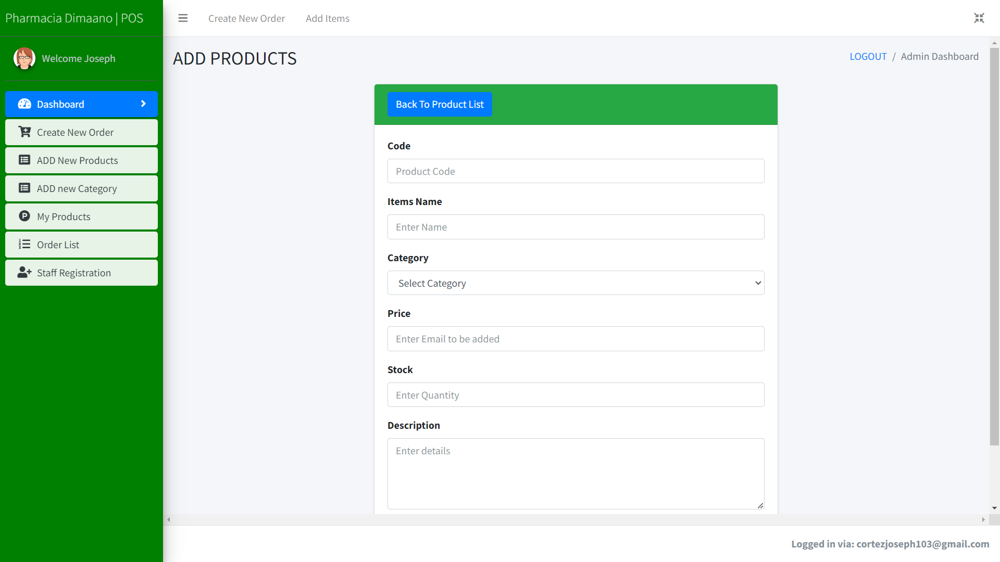 Pharmacia Dimaano | POS
Create New Order
Add Items
Welcome Joseph
ADD PRODUCTS
LOGOUT / Admin Dashboard
Dashboard
Create New Order
ADD New Products
ADD new Category
My Products
Order List
Staff Registration
Back To Product List
Code
Product Code
Items Name
Enter Name
Category
Select Category
Price
Enter Email to be added
Stock
Enter Quantity
Description
Enter details
Logged in via: cortezjoseph103@gmail.com